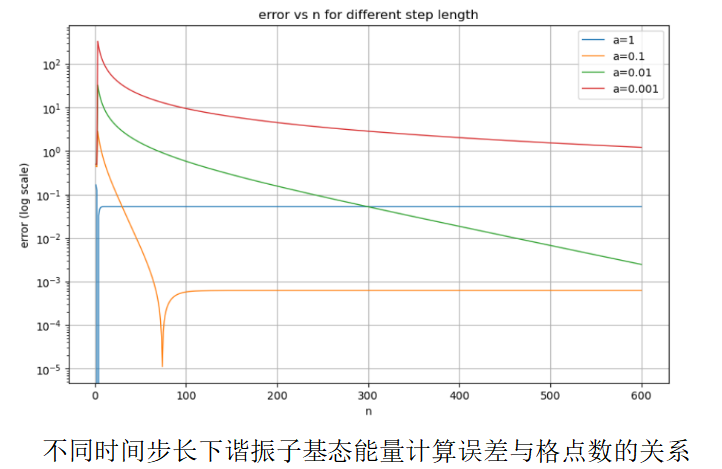 error vs n for different step length
a=1
a=0.1
a=0.01
a=0.001
error (log scale)
10²
10¹
10⁰
10⁻¹
10⁻²
10⁻³
10⁻⁴
10⁻⁵
0 100 200 300 400 500 600
n
不同时间步长下谐振子基态能量计算误差与格点数的关系